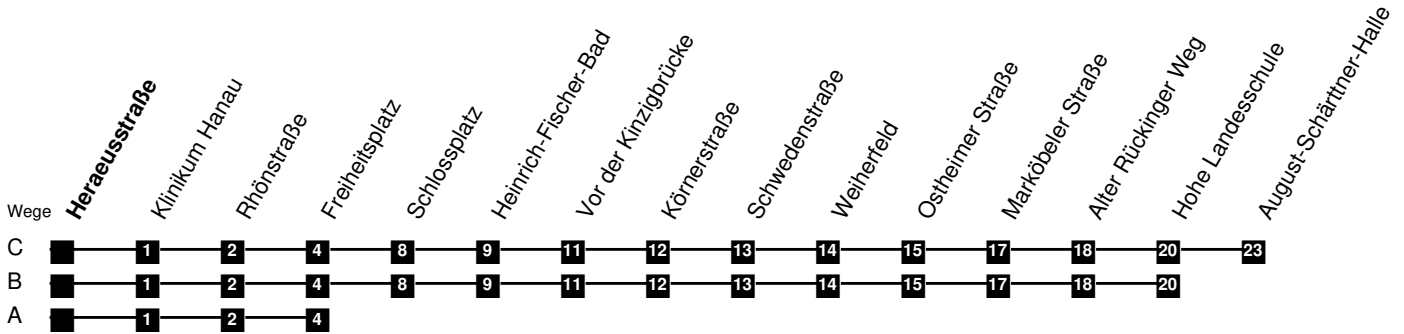 Heraeusstraße
Klinikum Hanau
Rhönstraße
Freiheitsplatz
Schlossplatz
Heinrich-Fischer-Bad
Vor der Kinzigbrücke
Körnerstraße
Schwedenstraße
Weiherfeld
Ostheimer Straße
Marköbeler Straße
Alter Rückinger Weg
Hohe Landesschule
August-Schärttner-Halle
Wege
C 1 2 4 8 9 11 12 13 14 15 17 18 20 23
B 1 2 4 8 9 11 12 13 14 15 17 18 20
A 1 2 4